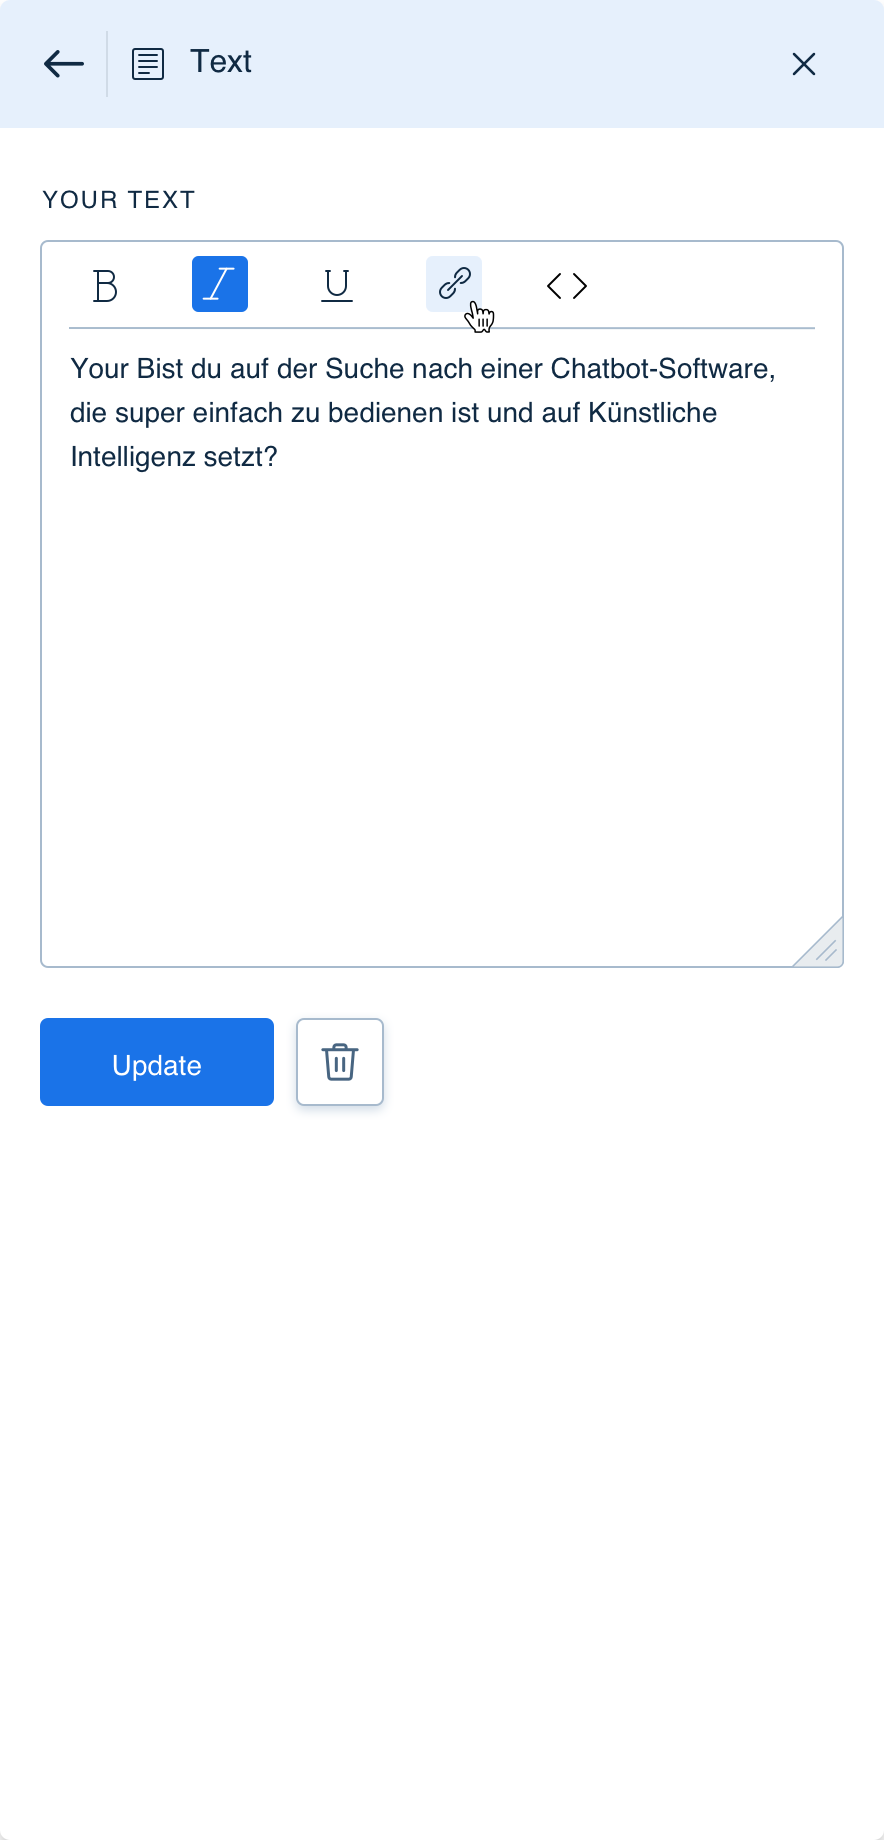 Text
YOUR TEXT
B I U < >
Your Bist du auf der Suche nach einer Chatbot-Software,
die super einfach zu bedienen ist und auf Künstliche
Intelligenz setzt?
Update